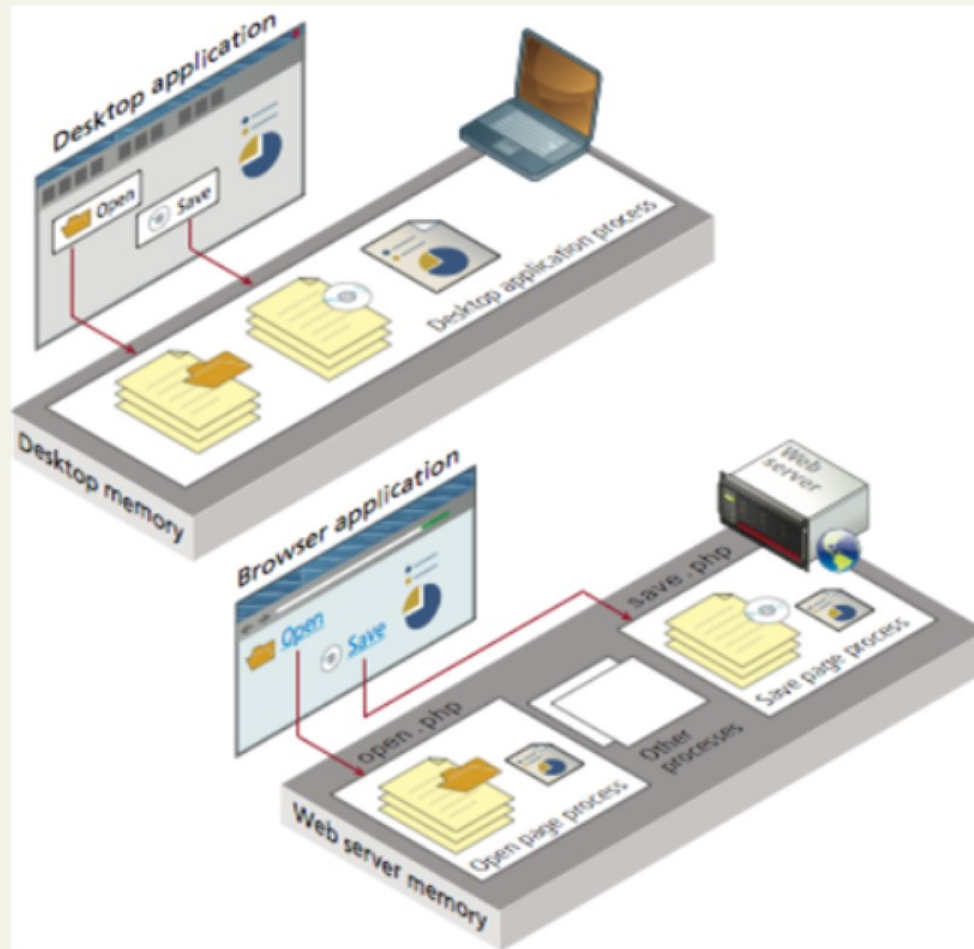 Desktop application
Open
Save
Desktop application process
Desktop memory
Browser application
Open
Save
Web
server
save.php
Save page process
open.php
Other
processes
Open page process
Web server memory